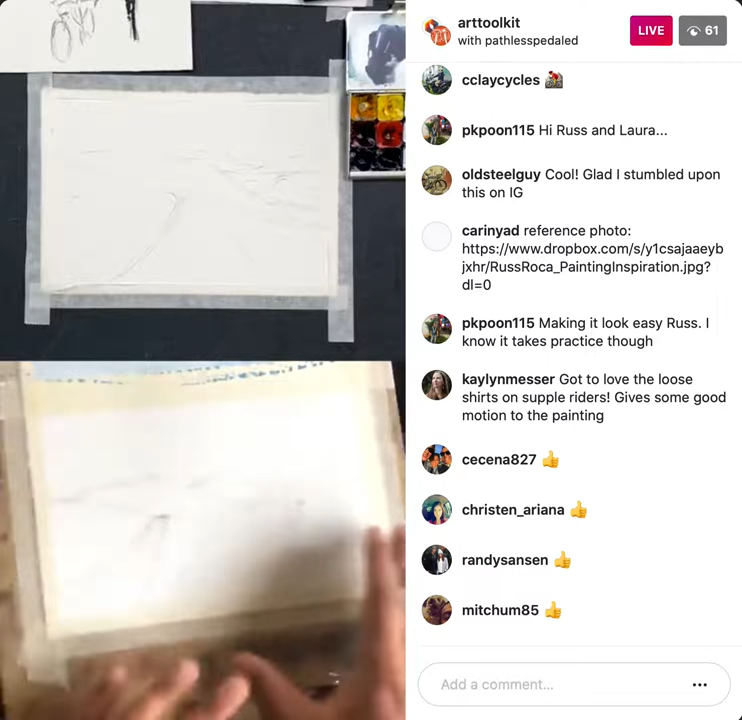 arttoolkit
with pathlesspedaled
LIVE
61
cclaycycles
pkpoon115 Hi Russ and Laura...
oldsteelguy Cool! Glad I stumbled upon
this on IG
carinyad reference photo:
https://www.dropbox.com/s/y1csajaaeyb
jxhr/RussRoca_PaintingInspiration.jpg?
dl=0
pkpoon115 Making it look easy Russ. I
know it takes practice though
kaylynmesser Got to love the loose
shirts on supple riders! Gives some good
motion to the painting
cecena827 👍
christen_ariana 👍
randysansen 👍
mitchum85 👍
Add a comment...